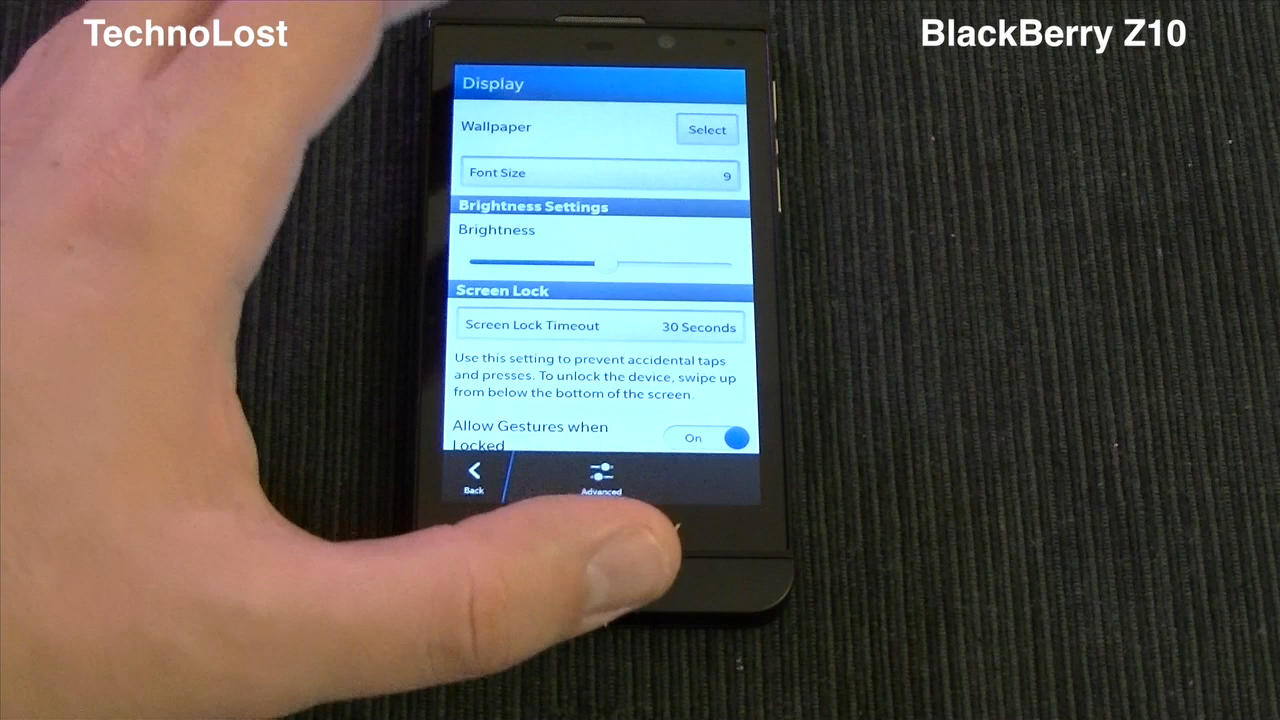 TechnoLost
BlackBerry Z10
Display
Wallpaper
Select
Font Size
9
Brightness Settings
Brightness
Screen Lock
Screen Lock Timeout
30 Seconds
Use this setting to prevent accidental taps
and presses. To unlock the device, swipe up
from below the bottom of the screen.
Allow Gestures when
Locked
On
Back
Advanced